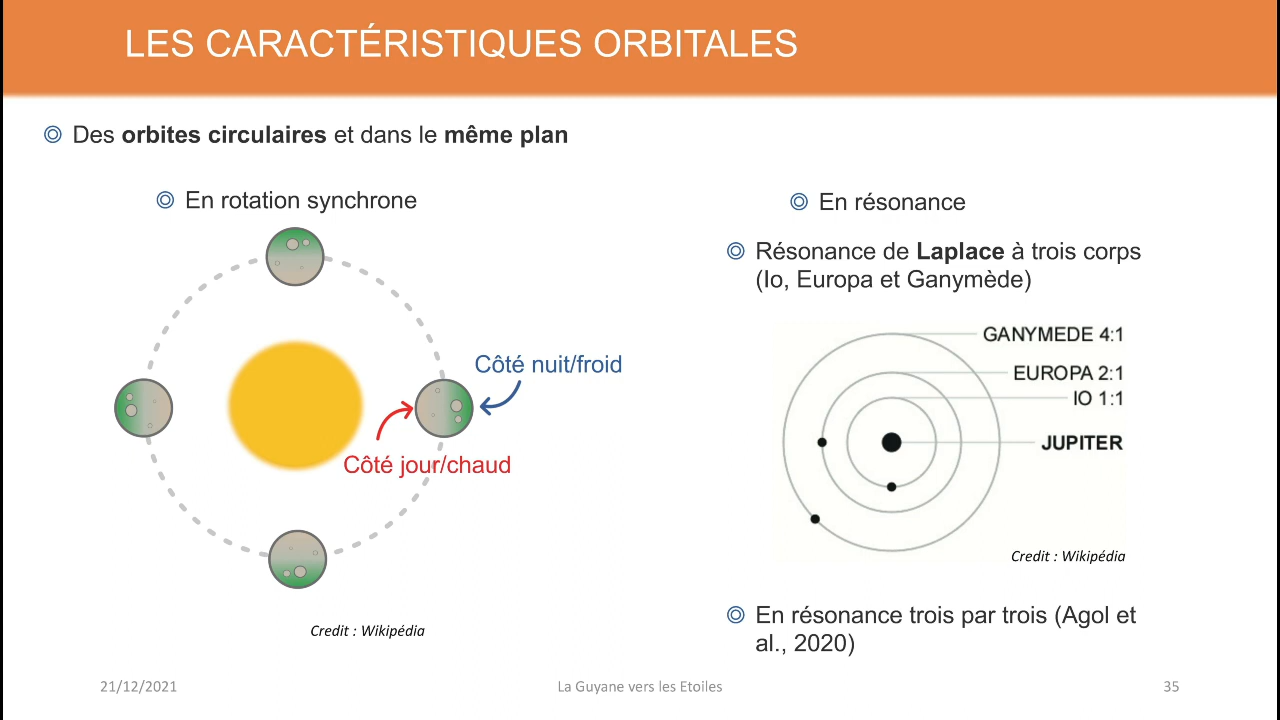 LES CARACTÉRISTIQUES ORBITALES
Des orbites circulaires et dans le même plan
En rotation synchrone
Côté nuit/froid
Côté jour/chaud
Credit : Wikipédia
En résonance
Résonance de Laplace à trois corps
(Io, Europa et Ganymède)
GANYMEDE 4:1
EUROPA 2:1
IO 1:1
JUPITER
Credit : Wikipédia
En résonance trois par trois (Agol et
al., 2020)
21/12/2021
La Guyane vers les Etoiles
35